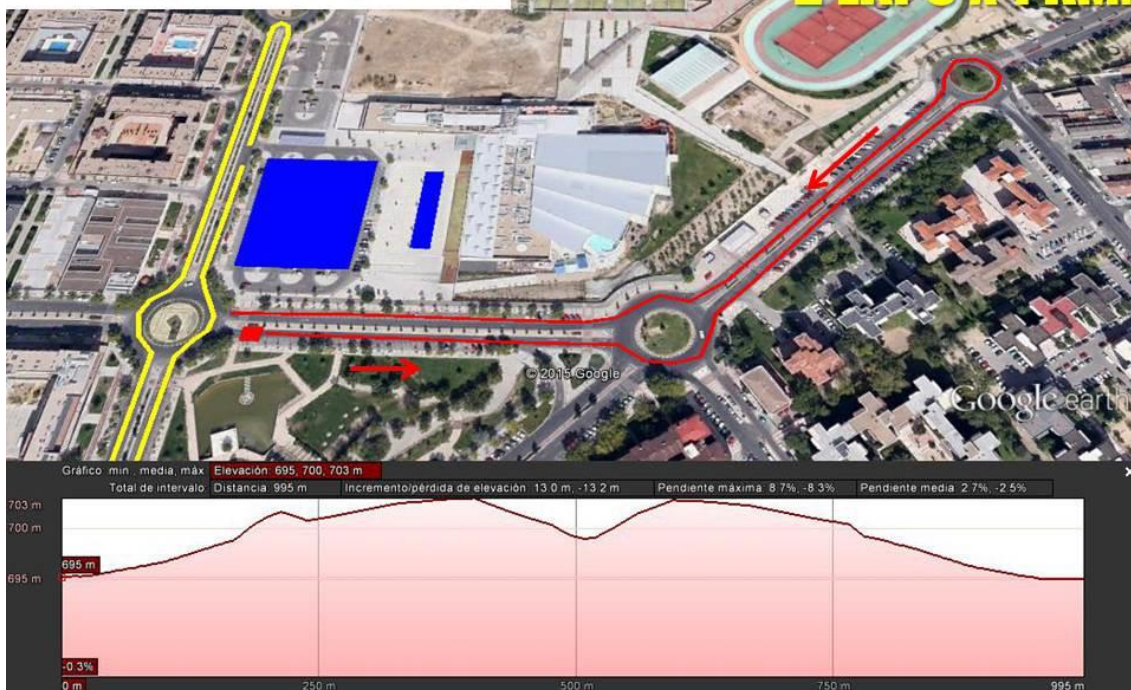 © 2015 Google
Google earth
Gráfico: mín., media, máx. Elevación: 695, 700, 703 m
Total de intervalo: Distancia: 995 m Incremento/pérdida de elevación: 13.0 m, -13.2 m Pendiente máxima: 8.7%, -8.3% Pendiente media: 2.7%, -2.5%
703 m
700 m
695 m
695 m
-0.3%
0 m 250 m 500 m 750 m 995 m